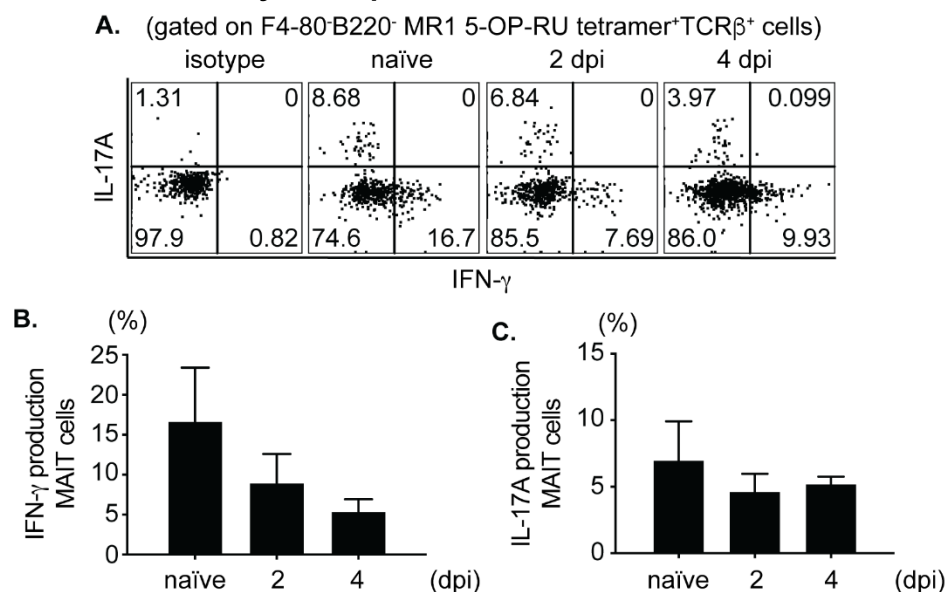 A. (gated on F4-80⁻B220⁻ MR1 5-OP-RU tetramer⁺TCRβ⁺ cells)
isotype naïve 2 dpi 4 dpi
1.31 0 8.68 0 6.84 0 3.97 0.099
IL-17A
97.9 0.82 74.6 16.7 85.5 7.69 86.0 9.93
IFN-γ
B. (%)
IFN-γ production
MAIT cells
25
20
15
10
5
0
naïve 2 4 (dpi)
C. (%)
IL-17A production
MAIT cells
15
10
5
0
naïve 2 4 (dpi)